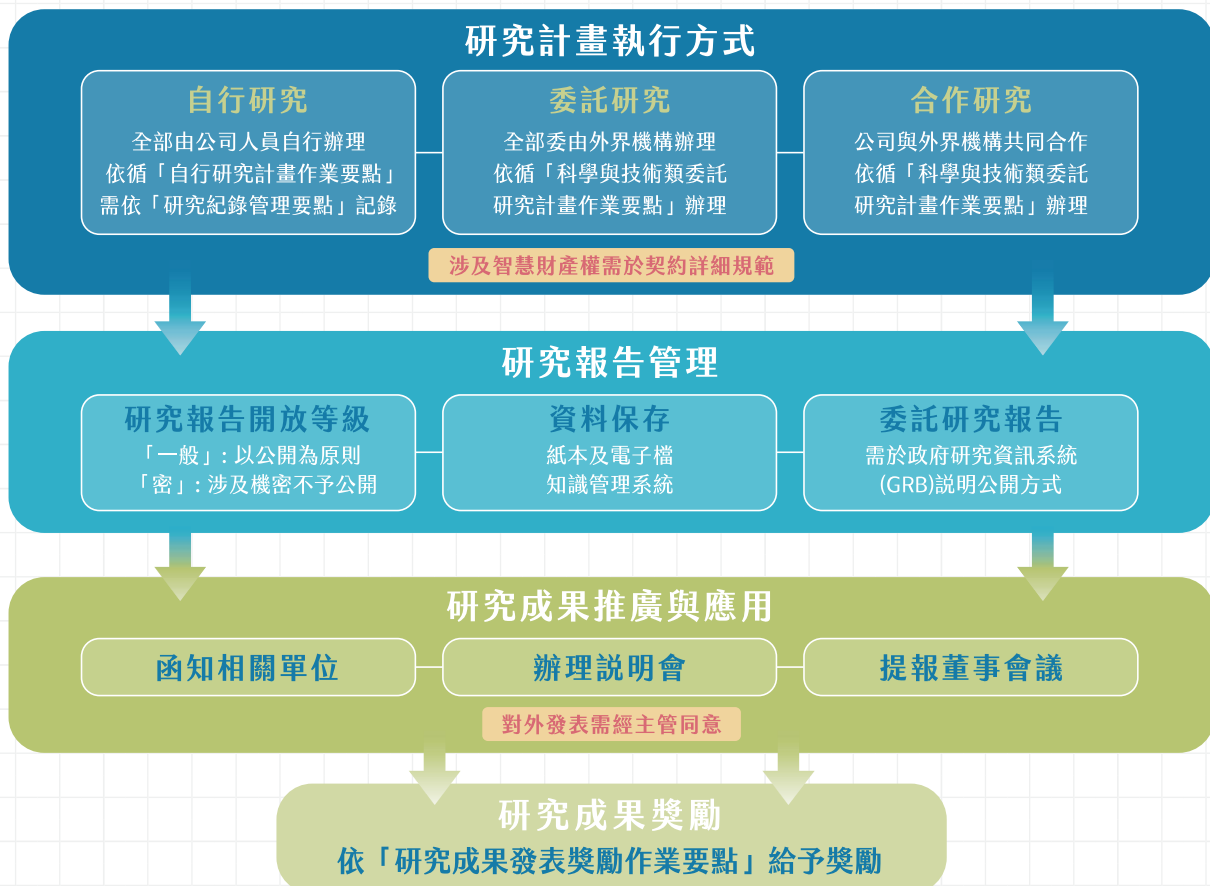 研究計畫執行方式
自行研究
全部由公司人員自行辦理
依循「自行研究計畫作業要點」
需依「研究紀錄管理要點」記錄
委託研究
全部委由外界機構辦理
依循「科學與技術類委託
研究計畫作業要點」辦理
合作研究
公司與外界機構共同合作
依循「科學與技術類委託
研究計畫作業要點」辦理
涉及智慧財產權需於契約詳細規範
研究報告管理
研究報告開放等級
「一般」: 以公開為原則
「密」: 涉及機密不予公開
資料保存
紙本及電子檔
知識管理系統
委託研究報告
需於政府研究資訊系統
(GRB)說明公開方式
研究成果推廣與應用
函知相關單位
辦理說明會
提報董事會議
對外發表需經主管同意
研究成果獎勵
依「研究成果發表獎勵作業要點」給予獎勵